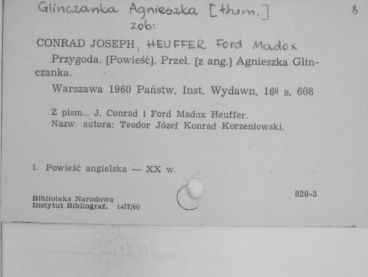 Glinczanka Agnieszka [tłum.] 8
zob:
CONRAD JOSEPH, HEUFFER Ford Madox
Przygoda. [Powieść]. Przeł. [z ang.] Agnieszka Glin-
czanka.
Warszawa 1960 Państw. Inst. Wydawn. 16⁰ s. 608
Z pism... J. Conrad i Ford Madox Heuffer.
Nazw. autora: Teodor Józef Konrad Korzeniowski.
1. Powieść angielska — XX w.
Biblioteka Narodowa
Instytut Bibliograf. 1477/60
820-3